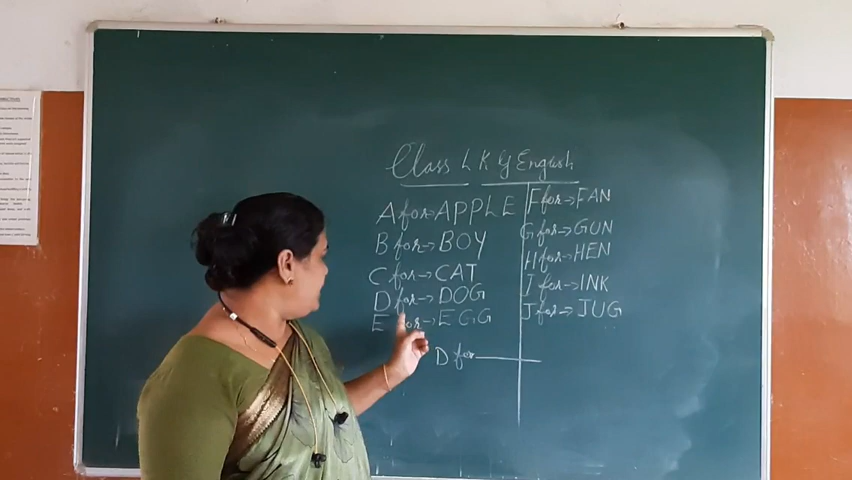 Class L K G English
A for → APPLE
B for → BOY
C for → CAT
D for → DOG
E for → EGG
F for → FAN
G for → GUN
H for → HEN
I for → INK
J for → JUG
D for